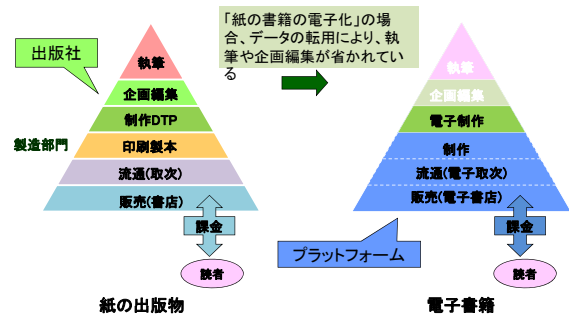 出版社
執筆
企画編集
制作DTP
製造部門
印刷製本
流通(取次)
販売(書店)
課金
読者
紙の出版物
「紙の書籍の電子化」の場
合、データの転用により、執
筆や企画編集が省かれてい
る
執筆
企画編集
電子制作
制作
流通(電子取次)
販売(電子書店)
課金
プラットフォーム
読者
電子書籍